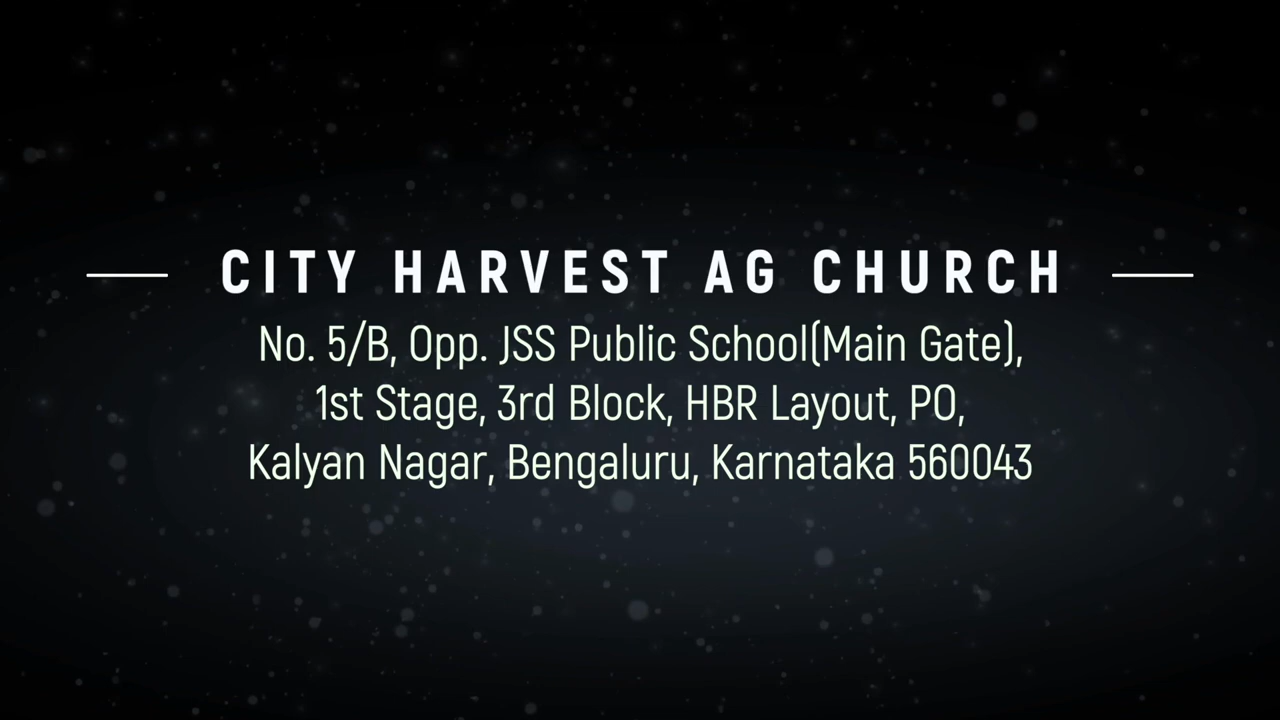 CITY HARVEST AG CHURCH
No. 5/B, Opp. JSS Public School(Main Gate),
1st Stage, 3rd Block, HBR Layout, PO,
Kalyan Nagar, Bengaluru, Karnataka 560043